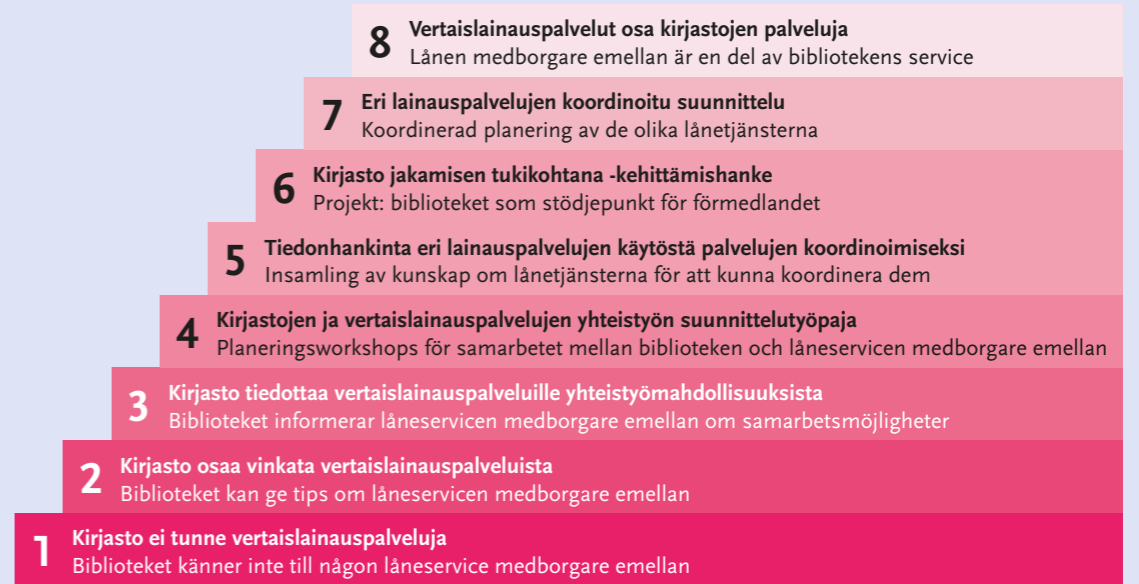 8 Vertaislainauspalvelut osa kirjastojen palveluja
Lånen medborgare emellan är en del av bibliotekens service
7 Eri lainauspalvelujen koordinoitu suunnittelu
Koordinerad planering av de olika lånetjänsterna
6 Kirjasto jakamisen tukikohtana -kehittämishanke
Projekt: biblioteket som stödjepunkt för förmedlandet
5 Tiedonhankinta eri lainauspalvelujen käytöstä palvelujen koordinoimiseksi
Insamling av kunskap om lånetjänsterna för att kunna koordinera dem
4 Kirjastojen ja vertaislainauspalvelujen yhteistyön suunnittelutyöpaja
Planeringsworkshops för samarbetet mellan biblioteken och låneservicen medborgare emellan
3 Kirjasto tiedottaa vertaislainauspalveluille yhteistyömahdollisuuksista
Biblioteket informerar låneservicen medborgare emellan om samarbetsmöjligheter
2 Kirjasto osaa vinkata vertaislainauspalveluista
Biblioteket kan ge tips om låneservicen medborgare emellan
1 Kirjasto ei tunne vertaislainauspalveluja
Biblioteket känner inte till någon låneservice medborgare emellan